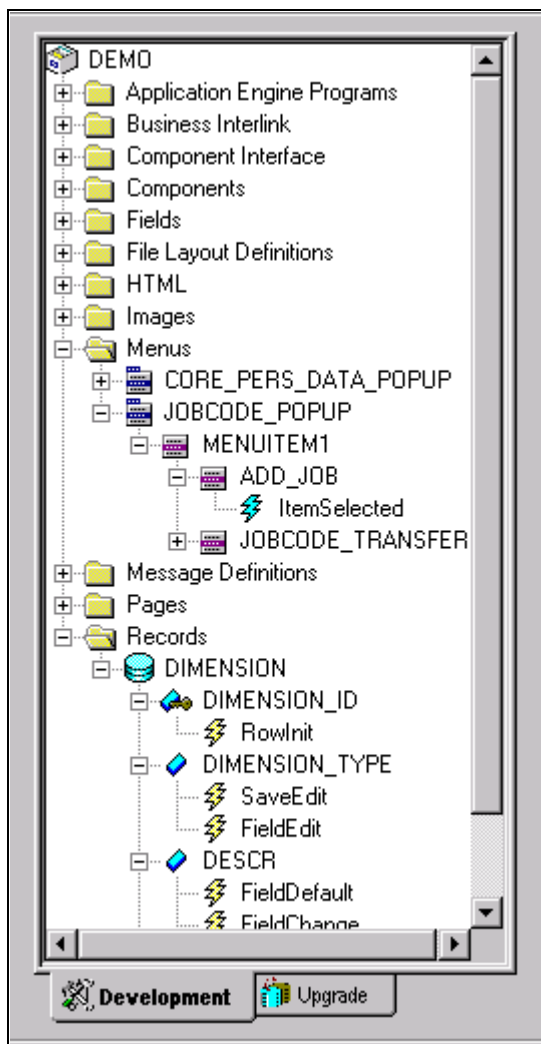 DEMO
Application Engine Programs
Business Interlink
Component Interface
Components
Fields
File Layout Definitions
HTML
Images
Menus
CORE_PERS_DATA_POPUP
JOBCODE_POPUP
MENUITEM1
ADD_JOB
ItemSelected
JOBCODE_TRANSFER
Message Definitions
Pages
Records
DIMENSION
DIMENSION_ID
RowInit
DIMENSION_TYPE
SaveEdit
FieldEdit
DESCR
FieldDefault
FieldChange
Development Upgrade